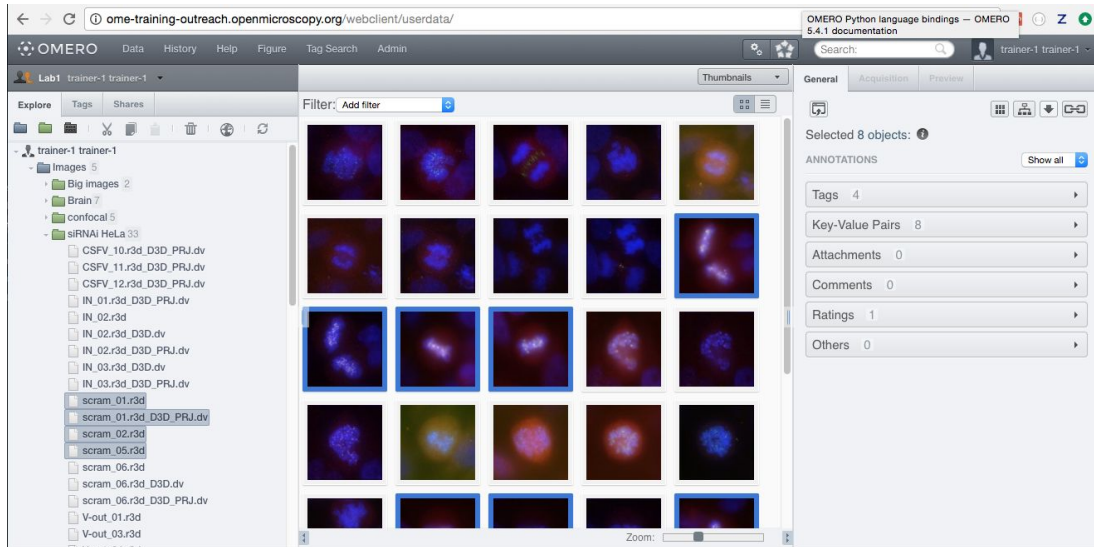 ome-training-outreach.openmicroscopy.org/webclient/userdata/
OMERO Python language bindings — OMERO
5.4.1 documentation
Z
OMERO Data History Help Figure Tag Search Admin
Search:
trainer-1 trainer-1
Lab1 trainer-1 trainer-1
Thumbnails
General Acquisition Preview
Explore Tags Shares
Filter: Add filter
Selected 8 objects:
ANNOTATIONS
Show all
Tags 4
Key-Value Pairs 8
Attachments 0
Comments 0
Ratings 1
Others 0
trainer-1 trainer-1
Images 5
Big images 2
Brain 7
confocal 5
siRNAi HeLa 33
CSFV_10.r3d_D3D_PRJ.dv
CSFV_11.r3d_D3D_PRJ.dv
CSFV_12.r3d_D3D_PRJ.dv
IN_01.r3d_D3D_PRJ.dv
IN_02.r3d
IN_02.r3d_D3D.dv
IN_02.r3d_D3D_PRJ.dv
IN_03.r3d_D3D.dv
IN_03.r3d_D3D_PRJ.dv
scram_01.r3d
scram_01.r3d_D3D_PRJ.dv
scram_02.r3d
scram_05.r3d
scram_06.r3d
scram_06.r3d_D3D.dv
scram_06.r3d_D3D_PRJ.dv
V-out_01.r3d
V-out_03.r3d
Zoom: